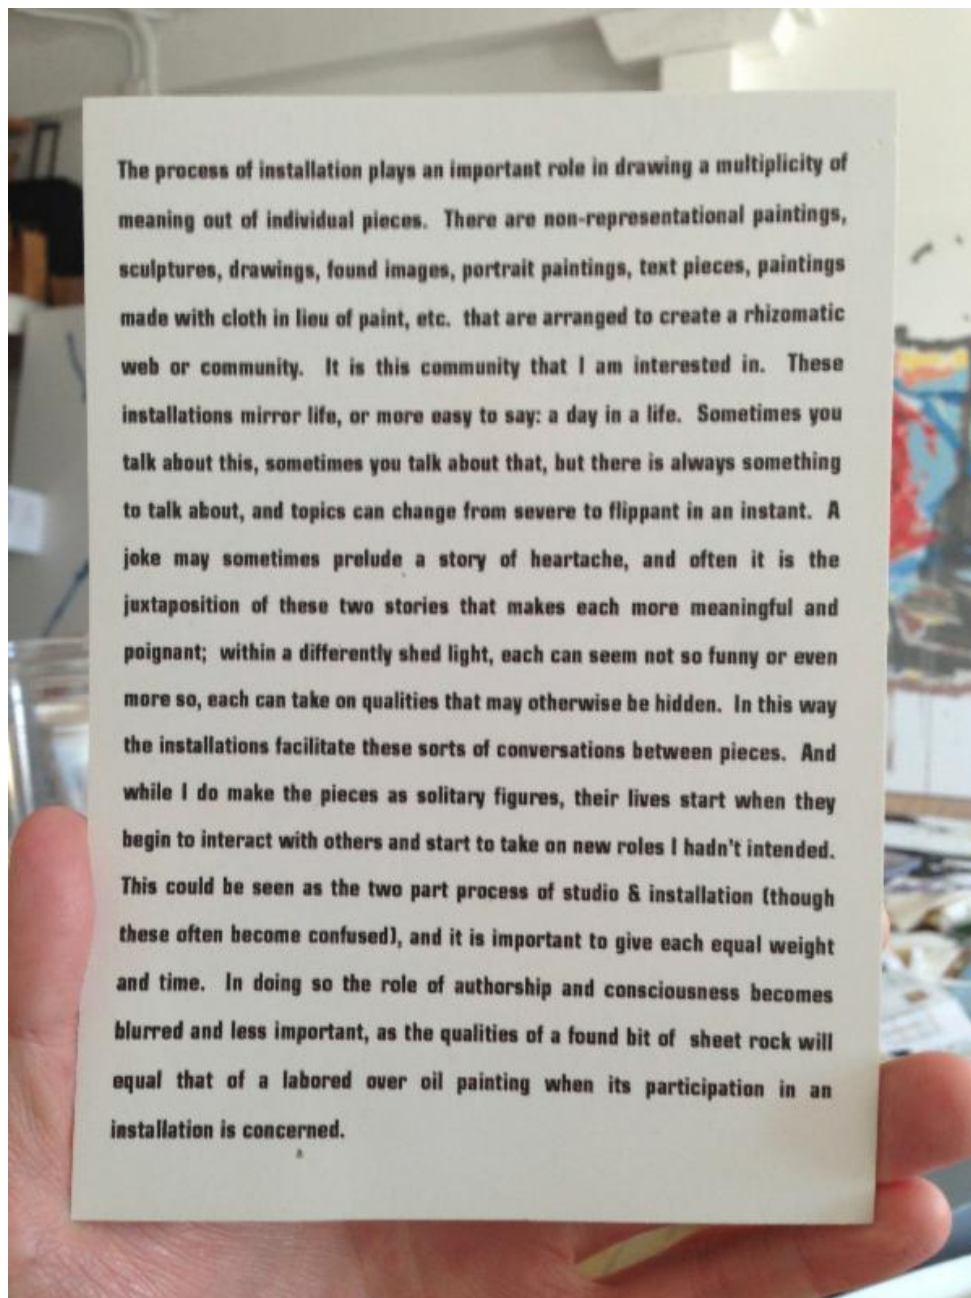 The process of installation plays an important role in drawing a multiplicity of
meaning out of individual pieces.  There are non-representational paintings,
sculptures, drawings, found images, portrait paintings, text pieces, paintings
made with cloth in lieu of paint, etc.  that are arranged to create a rhizomatic
web or community.  It is this community that I am interested in.  These
installations mirror life, or more easy to say: a day in a life.  Sometimes you
talk about this, sometimes you talk about that, but there is always something
to talk about, and topics can change from severe to flippant in an instant.  A
joke may sometimes prelude a story of heartache, and often it is the
juxtaposition of these two stories that makes each more meaningful and
poignant;  within a differently shed light, each can seem not so funny or even
more so, each can take on qualities that may otherwise be hidden.  In this way
the installations facilitate these sorts of conversations between pieces.  And
while I do make the pieces as solitary figures, their lives start when they
begin to interact with others and start to take on new roles I hadn't intended.
This could be seen as the two part process of studio & installation (though
these often become confused), and it is important to give each equal weight
and time.  In doing so the role of authorship and consciousness becomes
blurred and less important, as the qualities of a found bit of  sheet rock will
equal that of a labored over oil painting when its participation in an
installation is concerned.